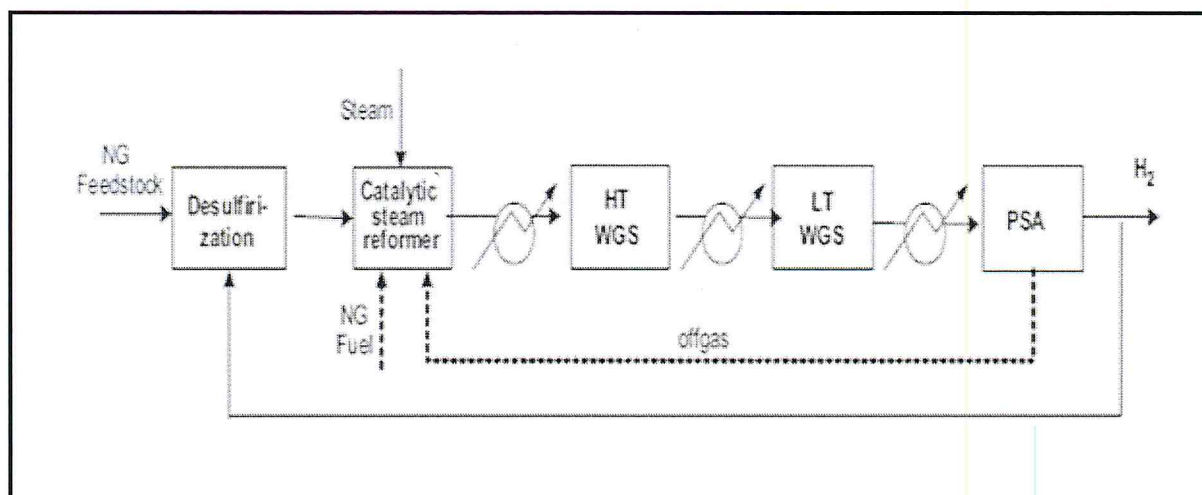 Steam
NG
Feedstock
Desulfiri-
zation
Catalytic
steam
reformer
HT
WGS
LT
WGS
PSA
H2
NG
Fuel
offgas